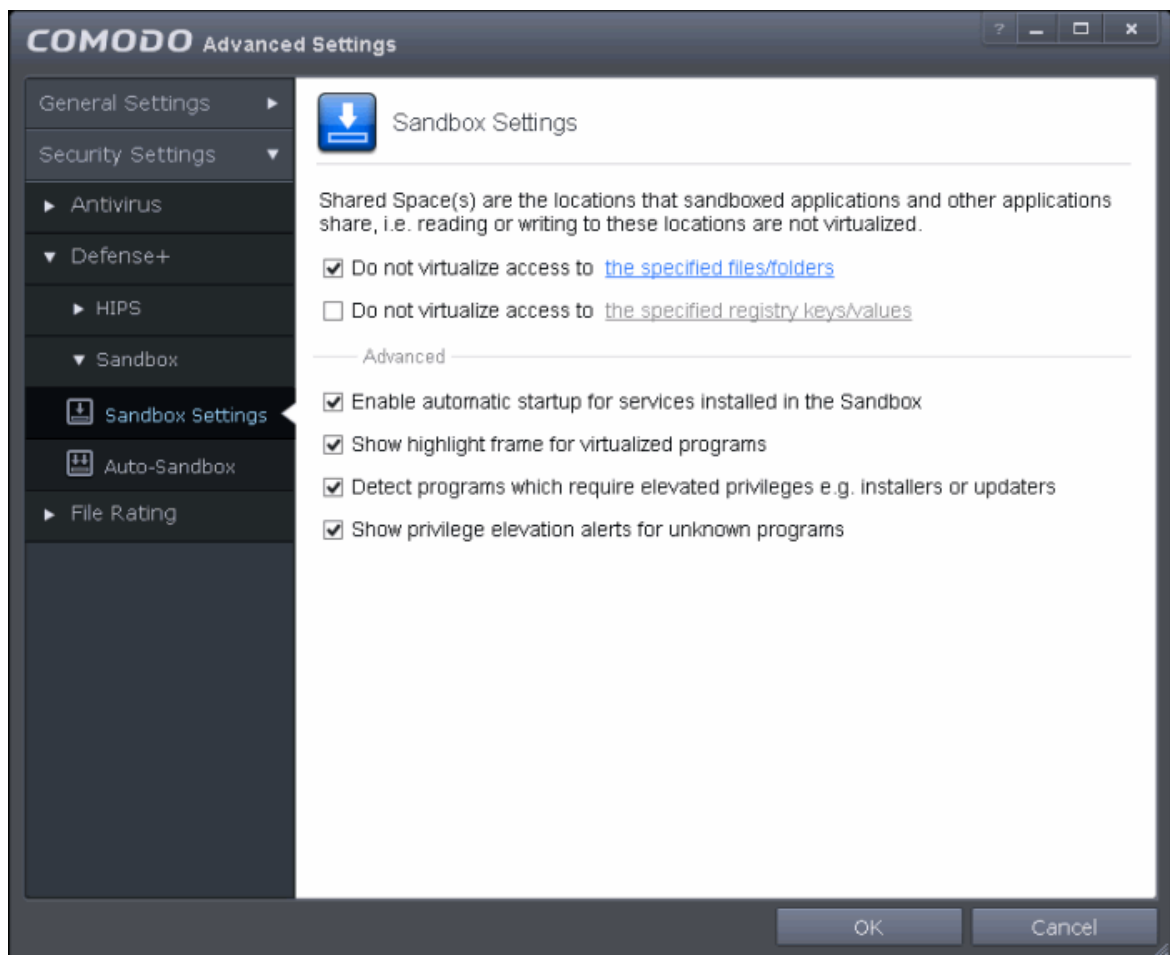 COMODO Advanced Settings
?
General Settings
Security Settings
Antivirus
Defense+
HIPS
Sandbox
Sandbox Settings
Auto-Sandbox
File Rating
Sandbox Settings
Shared Space(s) are the locations that sandboxed applications and other applications
share, i.e. reading or writing to these locations are not virtualized.
Do not virtualize access to the specified files/folders
Do not virtualize access to the specified registry keys/values
Advanced
Enable automatic startup for services installed in the Sandbox
Show highlight frame for virtualized programs
Detect programs which require elevated privileges e.g. installers or updaters
Show privilege elevation alerts for unknown programs
OK
Cancel